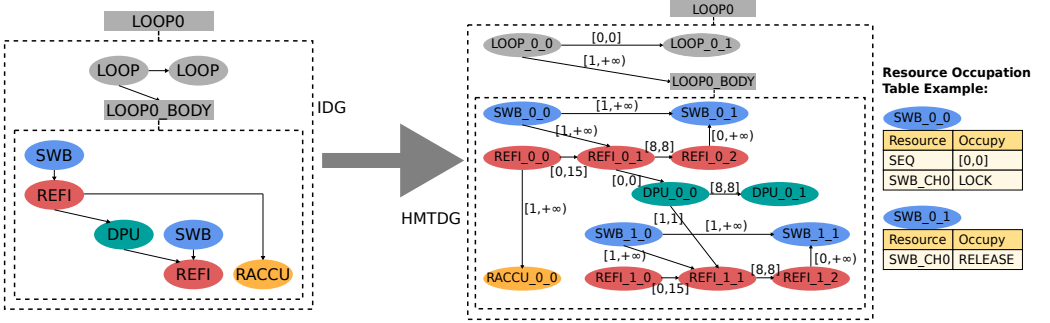 LOOP0
LOOP
LOOP
LOOP0_BODY
SWB
REFI
DPU
SWB
REFI
RACCU
IDG
HMTDG
LOOP0
LOOP_0_0
[0,0]
LOOP_0_1
[1,+∞)
LOOP0_BODY
SWB_0_0
[1,+∞)
SWB_0_1
[1,+∞)
[0,+∞)
REFI_0_0
REFI_0_1
[8,8]
REFI_0_2
[0,15]
[0,0]
DPU_0_0
[8,8]
DPU_0_1
[1,+∞)
[1,1]
SWB_1_0
[1,+∞)
SWB_1_1
[1,+∞)
[0,+∞)
RACCU_0_0
REFI_1_0
REFI_1_1
[8,8]
REFI_1_2
[0,15]
Resource Occupation
Table Example:
SWB_0_0
Resource Occupy
SEQ [0,0]
SWB_CH0 LOCK
SWB_0_1
Resource Occupy
SWB_CH0 RELEASE